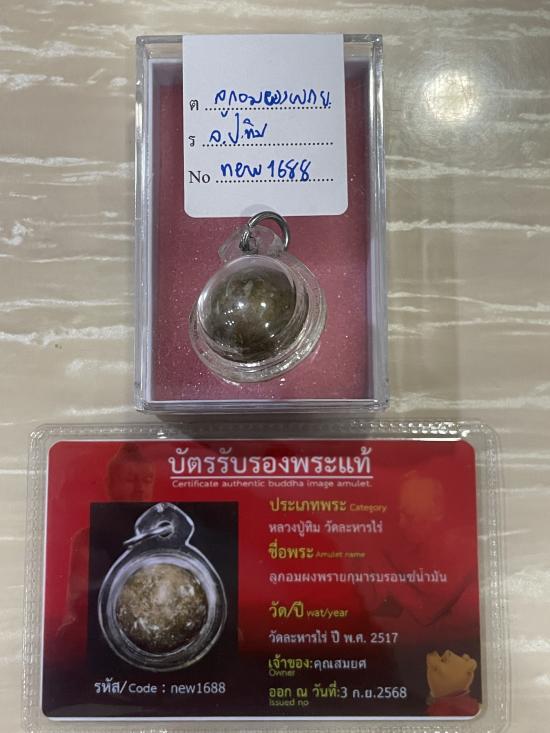 ต ลูกอมผงพราย
ร ล.ปู่ทิม
No new1688
บัตรรับรองพระแท้
Certificate authentic buddha image amulet.
ประเภทพระ Category
หลวงปู่ทิม วัดละหารไร่
ชื่อพระ Amulet name
ลูกอมผงพรายกุมารบรอนซ์น้ำมัน
วัด/ปี wat/year
วัดละหารไร่ ปี พ.ศ. 2517
เจ้าของ:คุณสมยศ
Owner
ออก ณ วันที่:3 ก.ย.2568
Issued no
รหัส/Code : new1688